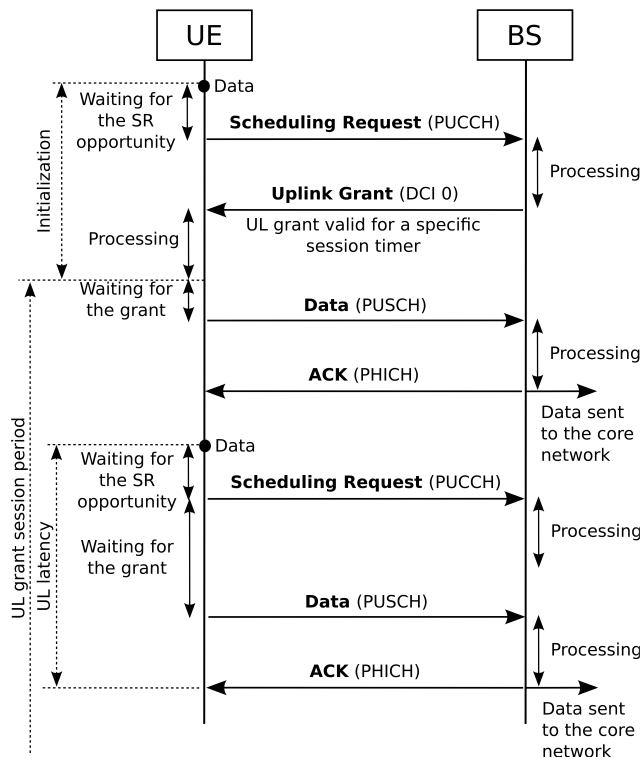 UE
BS
Data
Waiting for
the SR
opportunity
Initialization
Scheduling Request (PUCCH)
Processing
Uplink Grant (DCI 0)
UL grant valid for a specific
session timer
Processing
Waiting for
the grant
Data (PUSCH)
Processing
ACK (PHICH)
Data sent
to the core
network
UL grant session period
Data
Waiting for
the SR
opportunity
UL latency
Scheduling Request (PUCCH)
Processing
Waiting for
the grant
Data (PUSCH)
Processing
ACK (PHICH)
Data sent
to the core
network